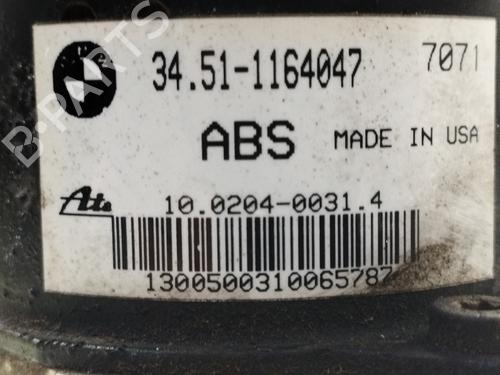 34.51-1164047 7071
ABS MADE IN USA
Ate 10.0204-0031.4
1300500310065787
B-PARTS